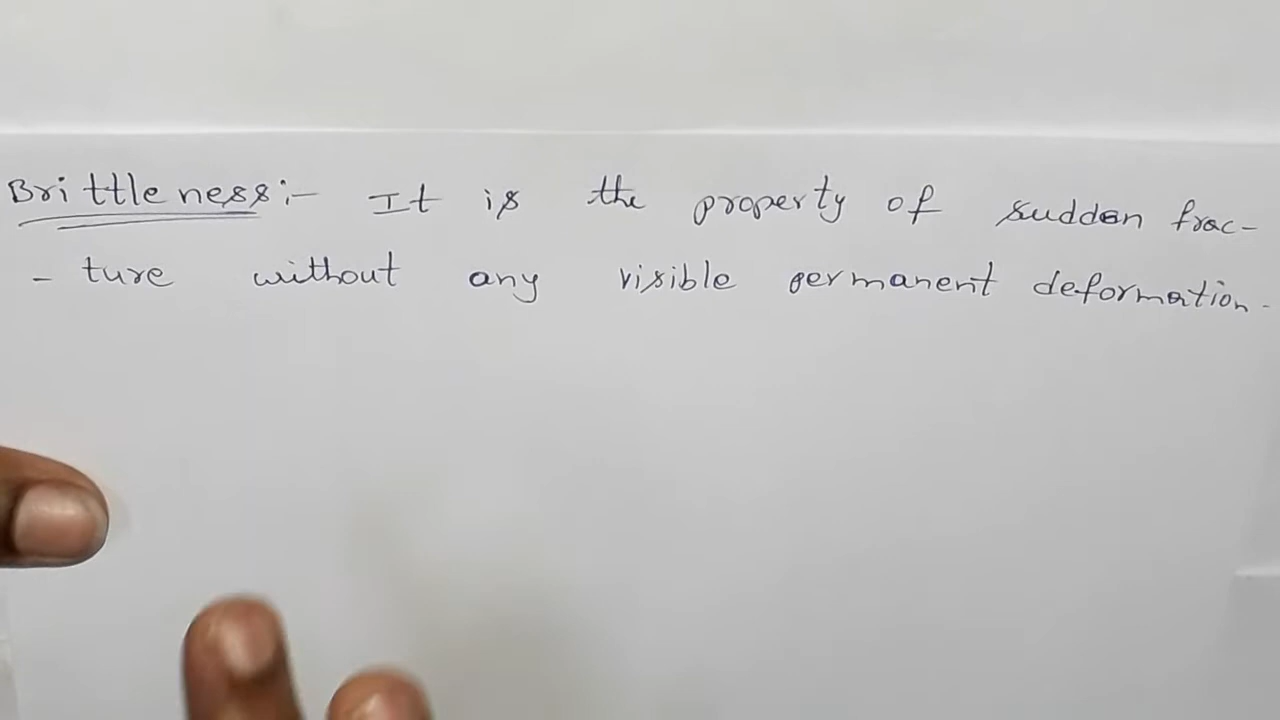 Brittleness:- It is the property of sudden frac-
- ture without any visible permanent deformation.